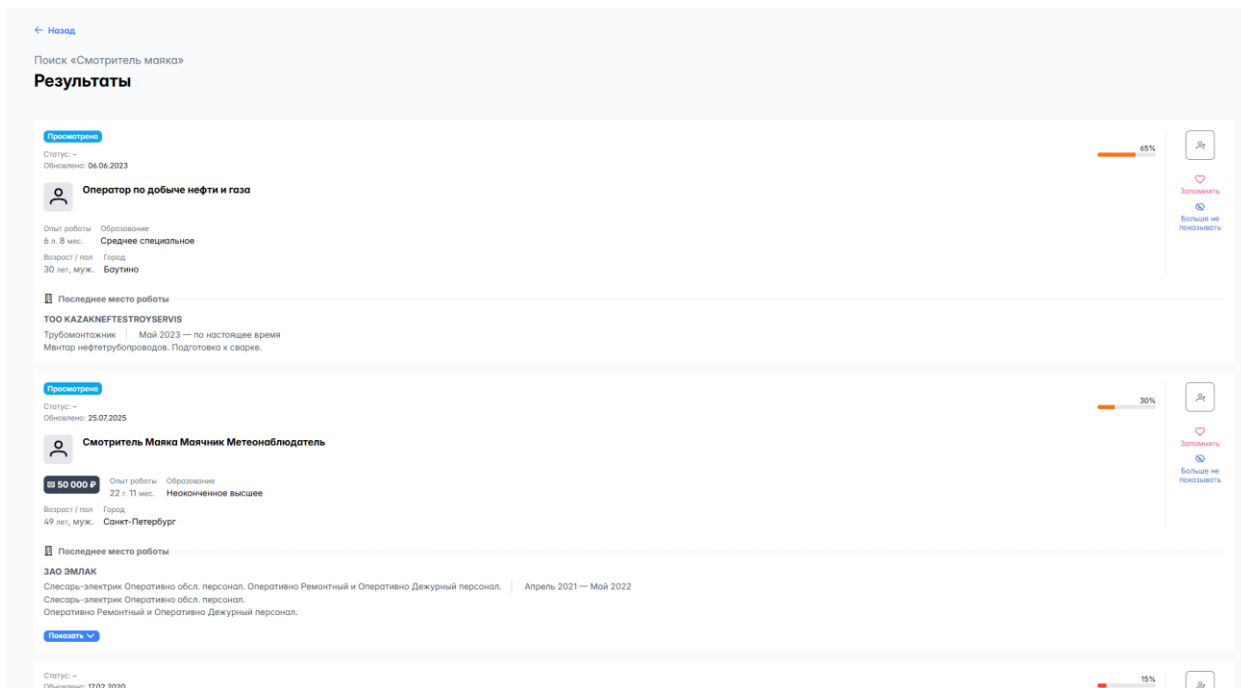 ← Назад
Поиск «Смотритель маяка»
Результаты
Просмотрено
Статус: –
Обновлено: 06.06.2023
65%
Оператор по добыче нефти и газа
Запомнить
Больше не
показывать
Опыт работы Образование
6 л. 8 мес. Среднее специальное
Возраст / пол Город
30 лет, муж. Баутино
Последнее место работы
ТОО KAZAKNEFTESTROYSERVIS
Трубомонтажник Май 2023 — по настоящее время
Мвнтар нефтетрубопроводов. Подготовка к сварке.
Просмотрено
Статус: –
Обновлено: 25.07.2025
30%
Смотритель Маяка Маячник Метеонаблюдатель
Запомнить
Больше не
показывать
50 000 ₽
Опыт работы Образование
22 г. 11 мес. Неоконченное высшее
Возраст / пол Город
49 лет, муж. Санкт-Петербург
Последнее место работы
ЗАО ЭМЛАК
Слесарь-электрик Оперативно обсл. персонал. Оперативно Ремонтный и Оперативно Дежурный персонал. Апрель 2021 — Май 2022
Слесарь-электрик Оперативно обсл. персонал.
Оперативно Ремонтный и Оперативно Дежурный персонал.
Показать
Статус: –
Обновлено: 17.02.2020
15%